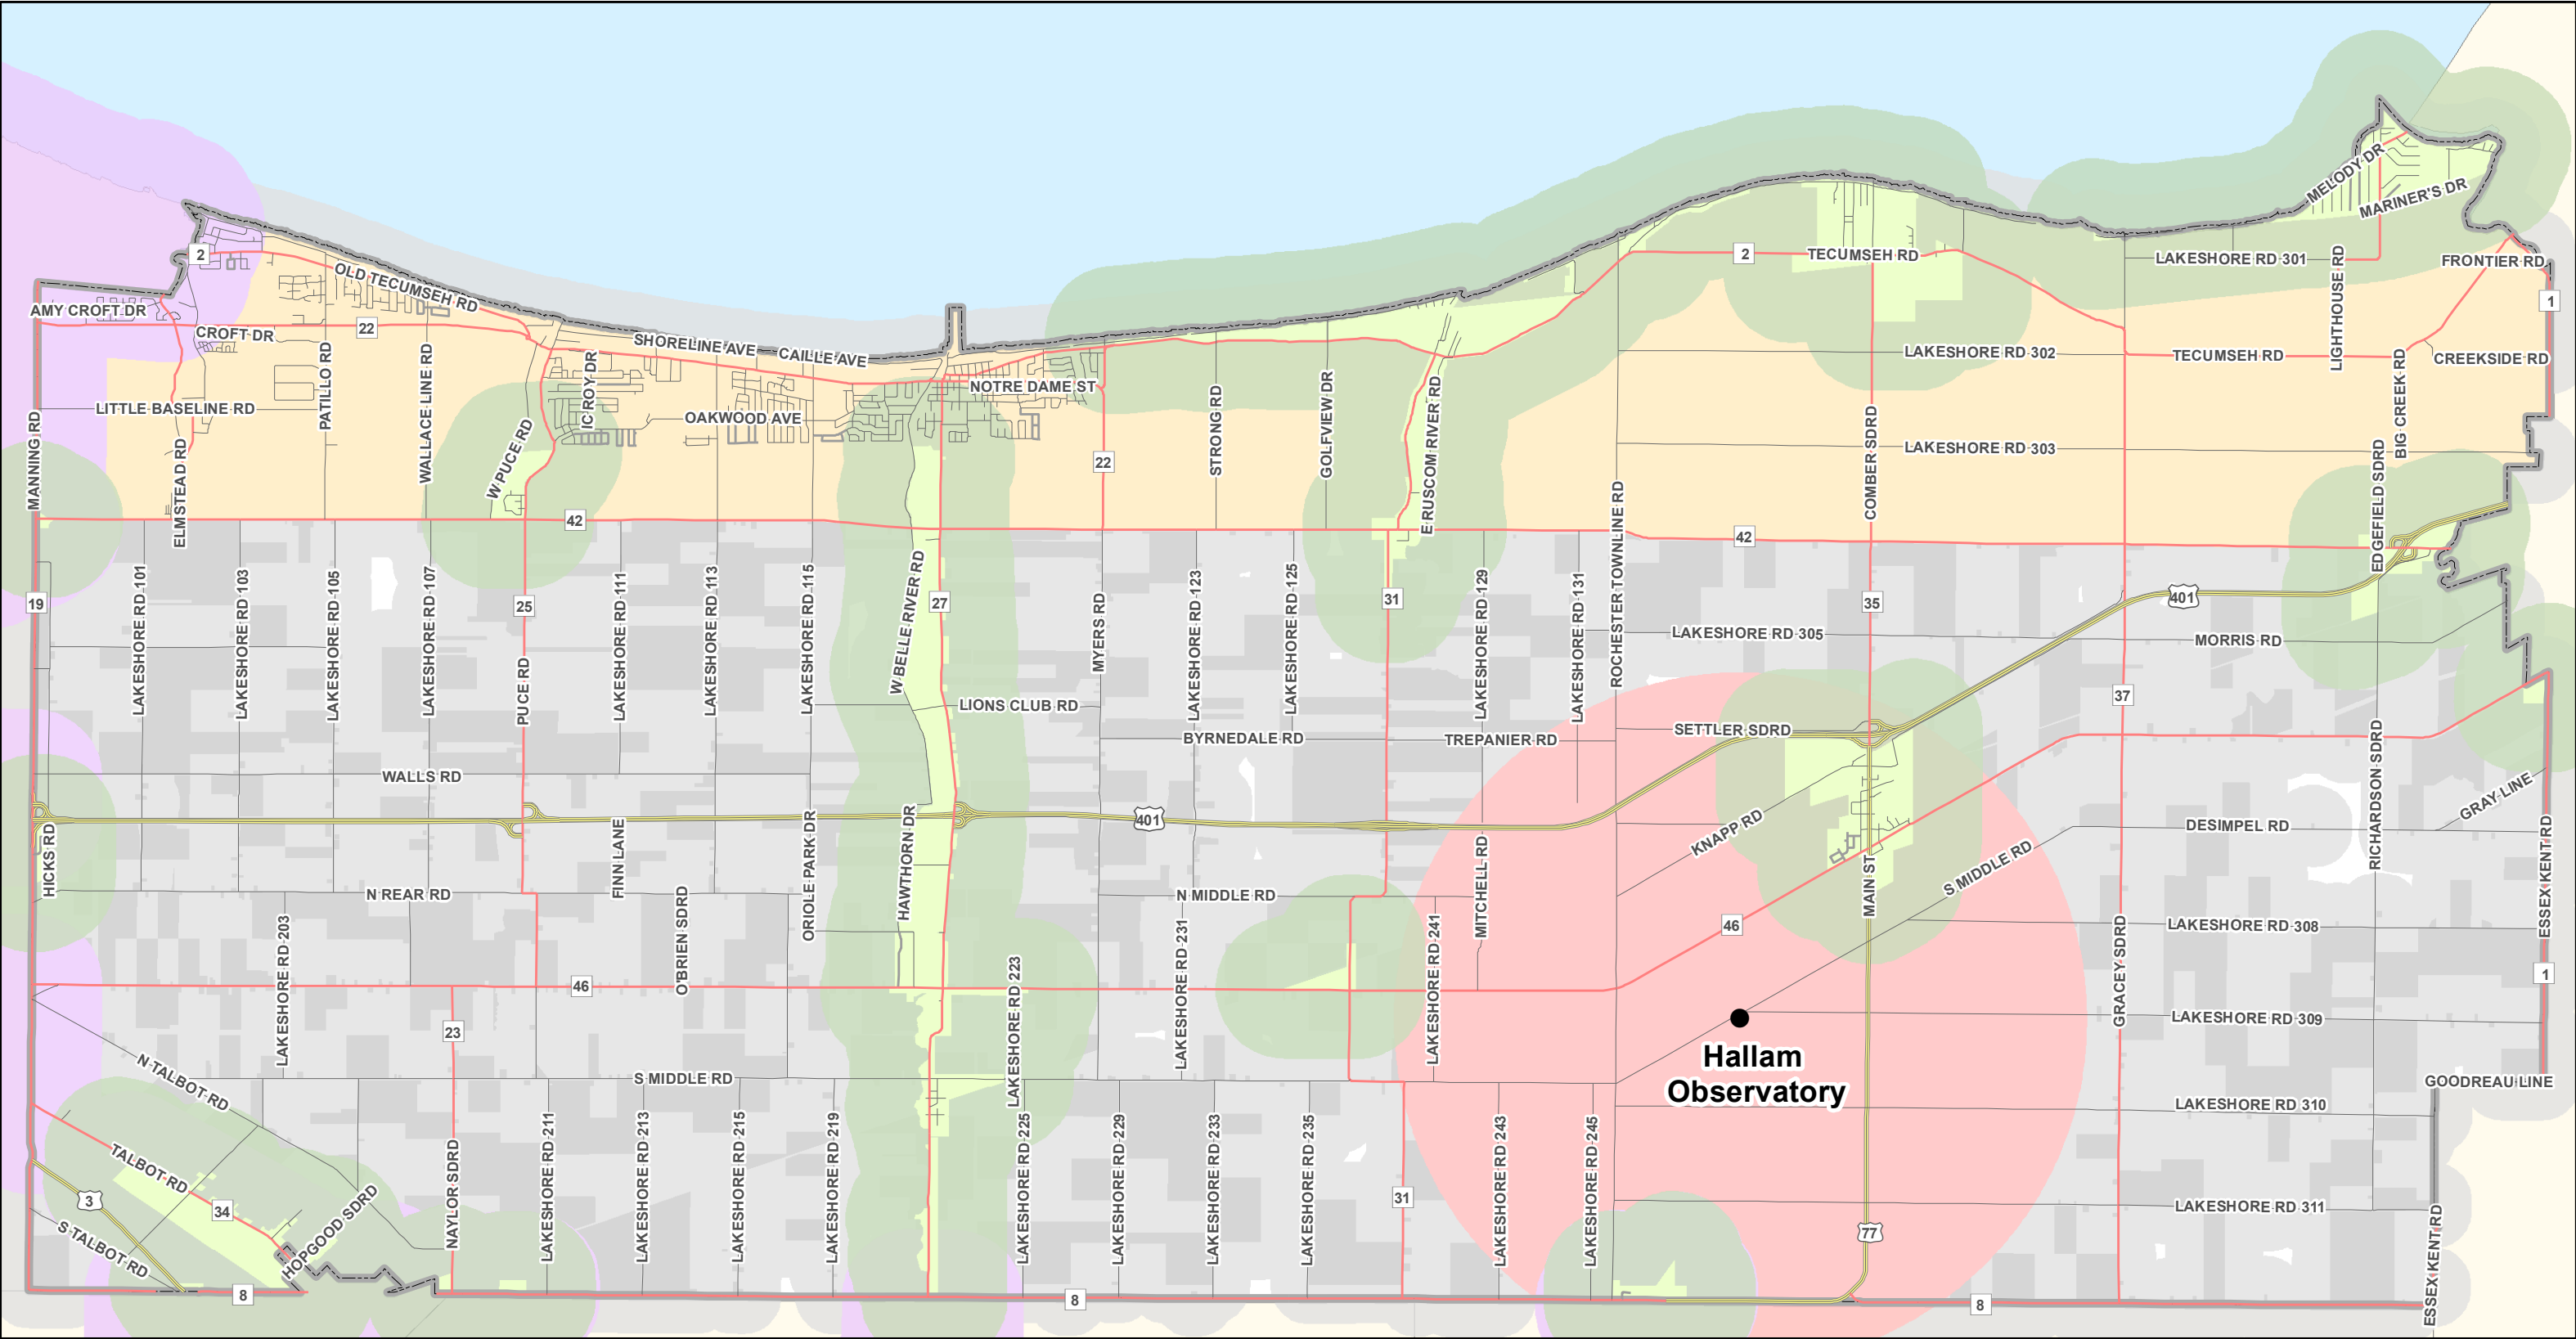 MELODY DR
MARINER'S DR
2
2
TECUMSEH RD
LAKESHORE RD 301
LIGHTHOUSE RD
FRONTIER RD
1
OLD TECUMSEH RD
AMY CROFT DR
CROFT DR
22
SHORELINE AVE
CAILLE AVE
LAKESHORE RD 302
TECUMSEH RD
CREEKSIDE RD
PATILLO RD
WALLACE LINE RD
IC ROY DR
NOTRE DAME ST
LITTLE BASELINE RD
OAKWOOD AVE
STRONG RD
GOLFVIEW DR
E RUSCOM RIVER RD
BIG CREEK RD
MANNING RD
ELMSTEAD RD
W PUCE RD
22
COMBER SDRD
LAKESHORE RD 303
EDGEFIELD SDRD
42
42
ROCHESTER TOWNLINE RD
19
LAKESHORE RD 101
LAKESHORE RD 103
LAKESHORE RD 105
LAKESHORE RD 107
25
LAKESHORE RD 111
LAKESHORE RD 113
LAKESHORE RD 115
W BELLE RIVER RD
27
MYERS RD
LAKESHORE RD 123
LAKESHORE RD 125
31
LAKESHORE RD 129
LAKESHORE RD 131
35
401
LAKESHORE RD 305
MORRIS RD
PUCE RD
LIONS CLUB RD
37
BYRNEDALE RD
TREPANIER RD
SETTLER SDRD
WALLS RD
RICHARDSON SDRD
GRAY LINE
401
HICKS RD
FINN LANE
ORIOLE PARK DR
HAWTHORN DR
MITCHELL RD
KNAPP RD
DESIMPEL RD
ESSEX KENT RD
N REAR RD
N MIDDLE RD
MAIN ST
S MIDDLE RD
LAKESHORE RD 203
O'BRIEN SDRD
LAKESHORE RD 223
LAKESHORE RD 231
LAKESHORE RD 241
46
GRACEY SDRD
LAKESHORE RD 308
1
46
23
LAKESHORE RD 309
Hallam
Observatory
N TALBOT RD
S MIDDLE RD
GOODREAU LINE
LAKESHORE RD 310
TALBOT RD
3
34
S TALBOT RD
HOPGOOD SDRD
NAYLOR SDRD
LAKESHORE RD 211
LAKESHORE RD 213
LAKESHORE RD 215
LAKESHORE RD 219
LAKESHORE RD 225
LAKESHORE RD 229
LAKESHORE RD 233
LAKESHORE RD 235
31
LAKESHORE RD 243
LAKESHORE RD 245
77
LAKESHORE RD 311
ESSEX KENT RD
8
8
8